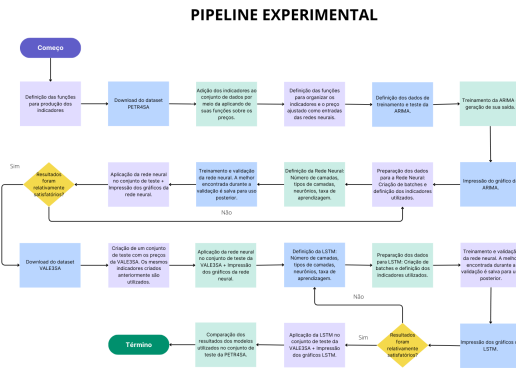 PIPELINE EXPERIMENTAL
Começo
Definição das funções
para produção dos
indicadores
Download do dataset
PETR4SA
Adição dos indicadores ao
conjunto de dados por
meio da aplicando de
suas funções sobre os
preços.
Definição das funções
para organizar os
indicadores e o preço
ajustado como entradas
das redes neurais.
Definição dos dados de
treinamento e teste da
ARIMA.
Treinamento da ARIMA
geração de sua saída.
Sim
Resultados
foram
relativamente
satisfatórios?
Aplicação da rede neural
no conjunto de teste +
Impressão dos gráficos da
rede neural.
Treinamento e validação
da rede neural. A melhor
encontrada durante a
validação é salva para uso
posterior.
Definição da Rede Neural:
Número de camadas,
tipos de camadas,
neurônios, taxa de
aprendizagem.
Preparação dos dados
para a Rede Neural:
Criação de batches e
definição dos indicadores
utilizados.
Impressão do gráfico da
ARIMA.
Não
Download do dataset
VALE3SA
Criação de um conjunto
de teste com os preços
da VALE3SA. Os mesmos
indicadores criados
anteriormente são
utilizados.
Aplicação da rede neural
no conjunto de teste da
VALE3SA + Impressão
dos gráficos da rede
neural.
Definição da LSTM:
Número de camadas,
tipos de camadas,
neurônios, taxa de
aprendizagem.
Preparação dos dados
para LSTM: Criação de
batches e definição dos
indicadores utilizados.
Treinamento e validação
da rede neural. A melho
encontrada durante a
validação é salva para u
posterior.
Não
Término
Comparação dos
resultados dos modelos
utilizados no conjunto de
teste da PETR4SA.
Aplicação da LSTM no
conjunto de teste da
VALE3SA + Impressão
dos gráficos LSTM.
Sim
Resultados
foram
relativamente
satisfatórios?
Impressão dos gráficos
LSTM.